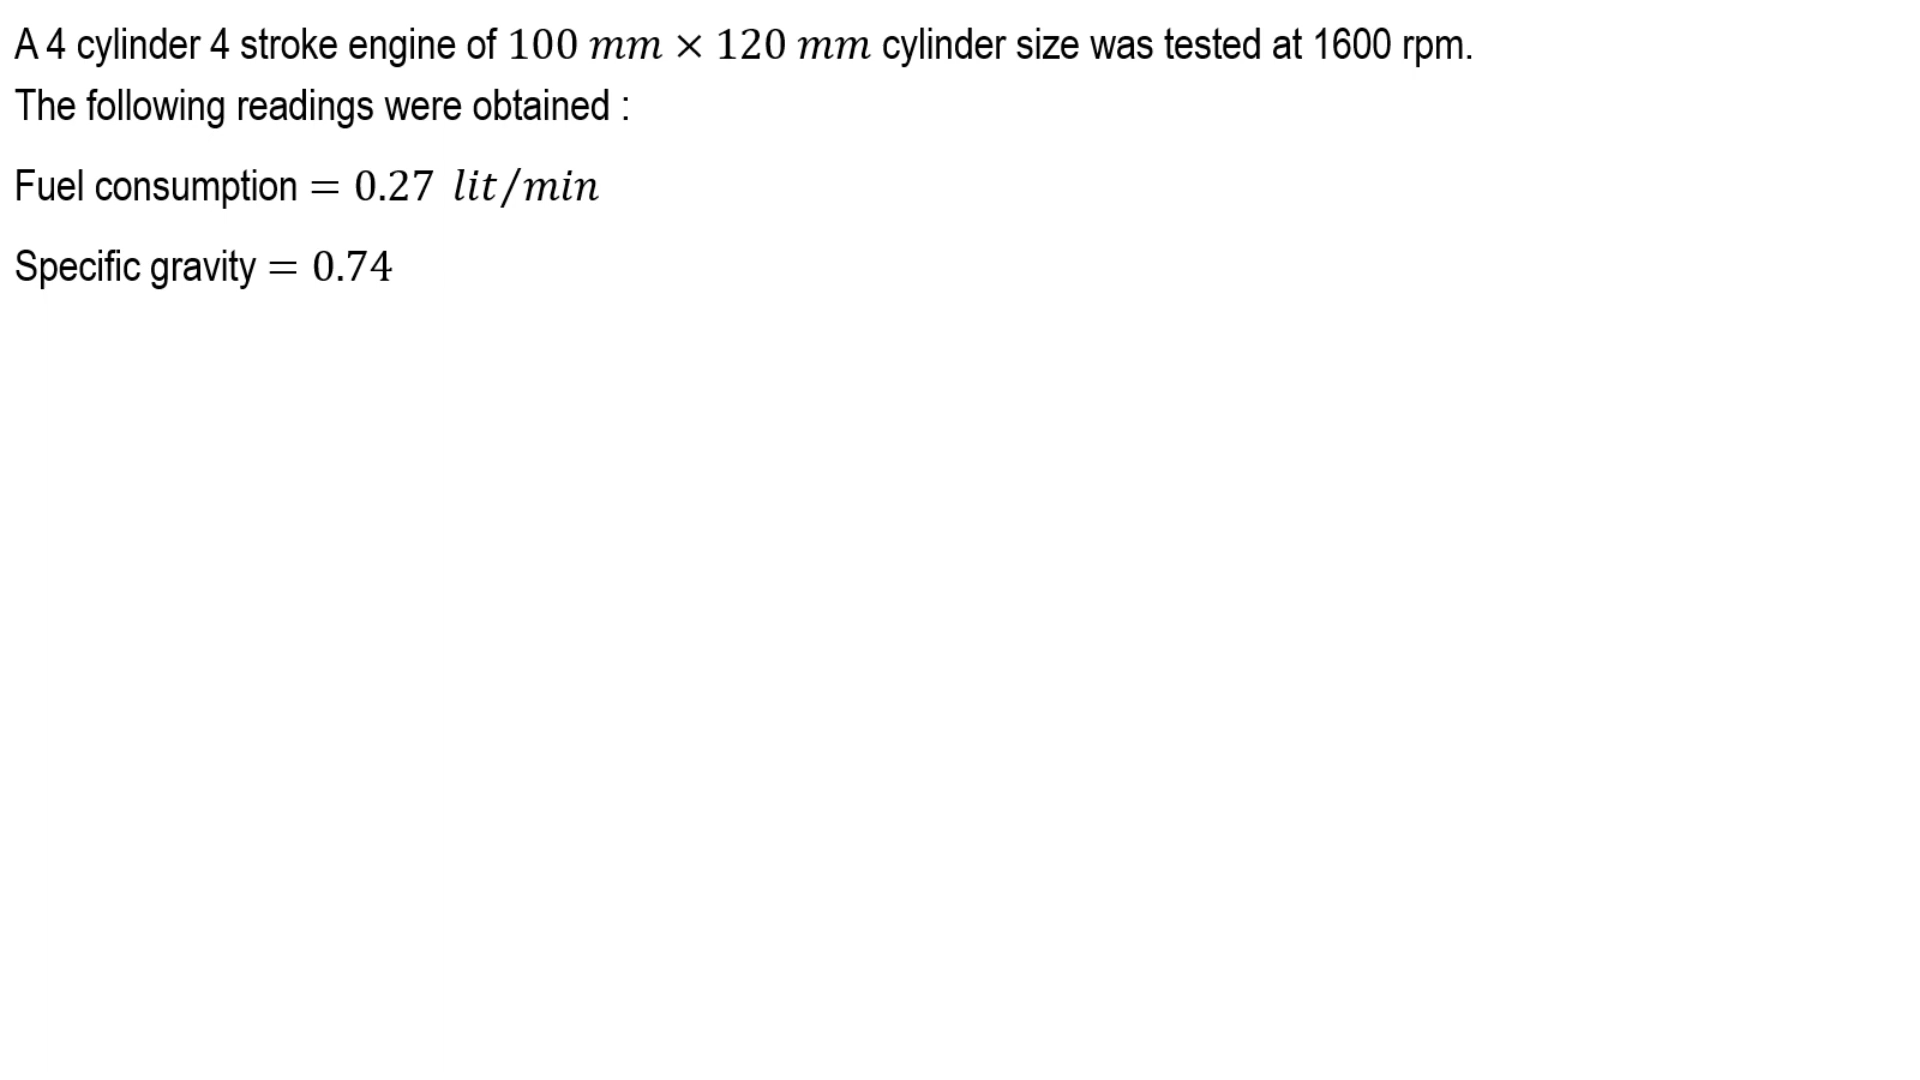 A 4 cylinder 4 stroke engine of 100 mm × 120 mm cylinder size was tested at 1600 rpm.
The following readings were obtained :
Fuel consumption = 0.27 lit/min
Specific gravity = 0.74